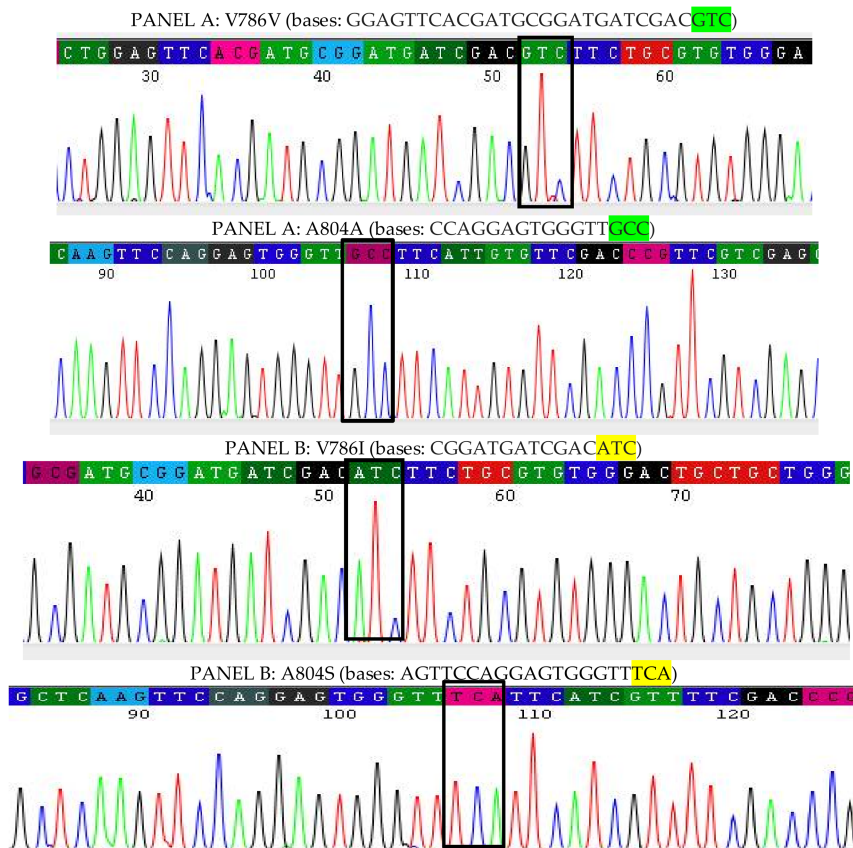 PANEL A: V786V (bases: GGAGTTCACGATGCGGATGATCGACGTC)
CTGGAGTTCACGATGCGGATGATCGACGTCTTCTGCGTGTGGGA
30 40 50 60
PANEL A: A804A (bases: CCAGGAGTGGGTTGCC)
CAAGTTCCAGGAGTGGGTTGCCTTCATTGTGTTCGACCCCGTTCGTCGAG
90 100 110 120 130
PANEL B: V786I (bases: CGGATGATCGACATC)
GCGATGCGGATGATCGACATCTTCTGCGTGTGGGACTGCTGCTGGG
40 50 60 70
PANEL B: A804S (bases: AGTTCCAGGAGTGGGTTTCA)
GCTCAAGTTCCAGGAGTGGGTTTCATTCATCGTTTTCGACCCC
90 100 110 120